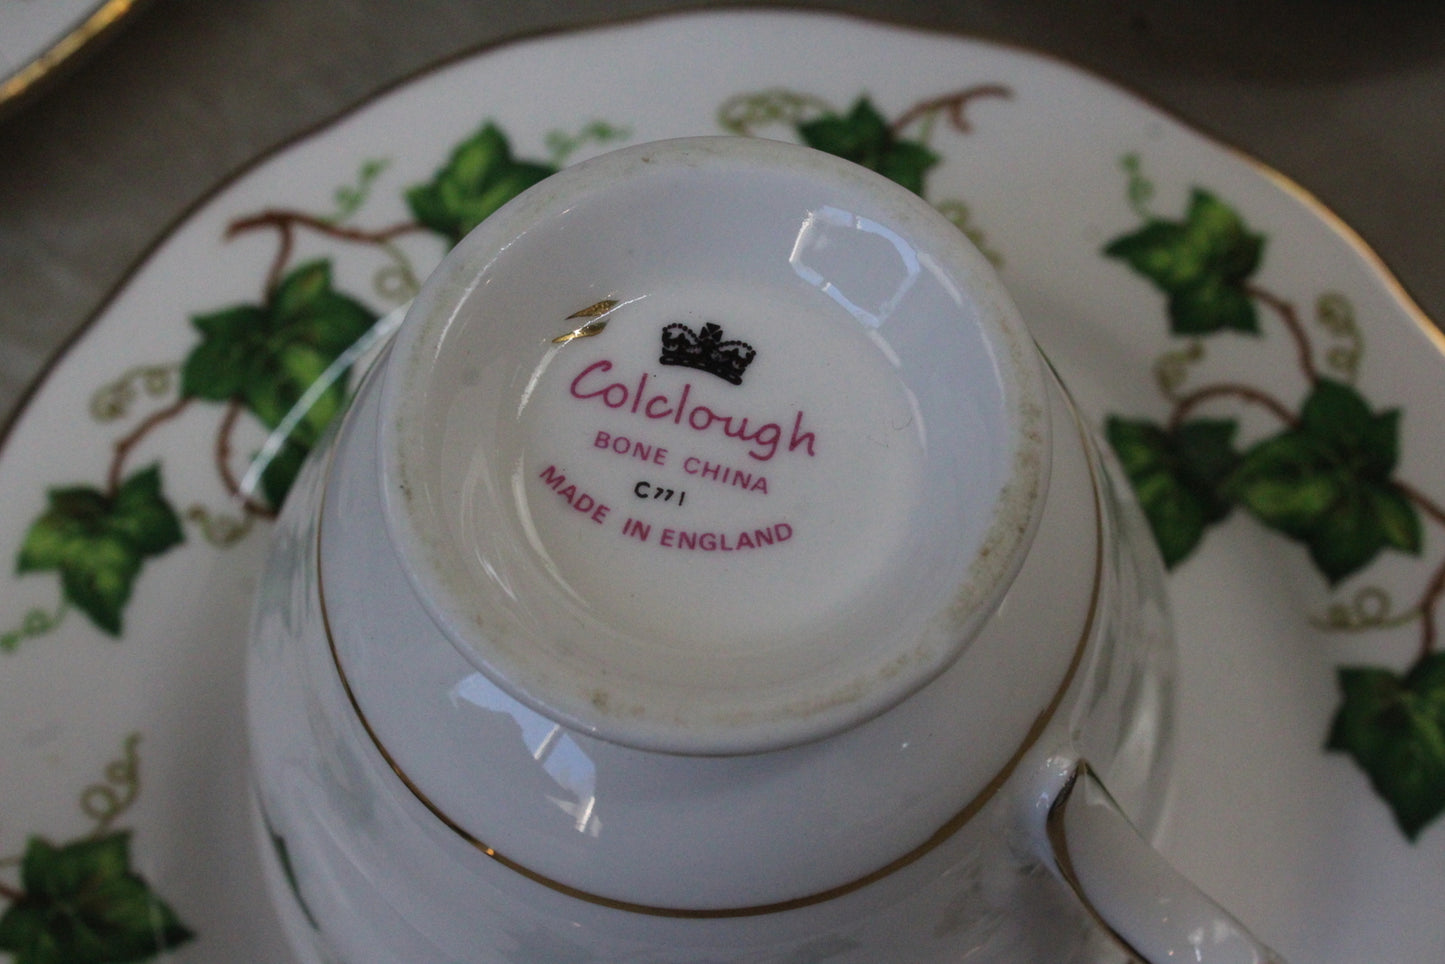 Colclough
BONE CHINA
C771
MADE IN ENGLAND